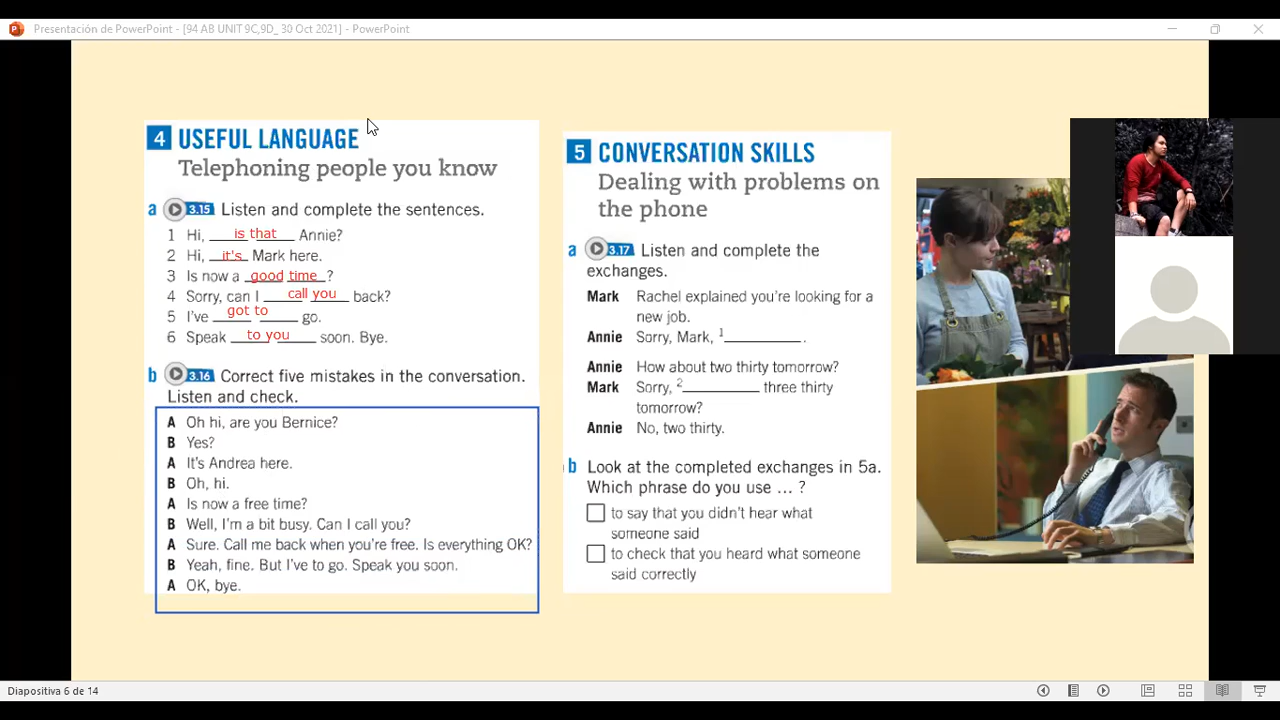 Presentación de PowerPoint - [94 AB UNIT 9C,9D_ 30 Oct 2021] - PowerPoint
4 USEFUL LANGUAGE
Telephoning people you know
a 3.15 Listen and complete the sentences.
1 Hi, is that Annie?
2 Hi, it's Mark here.
3 Is now a good time ?
4 Sorry, can I call you back?
5 I've got to go.
6 Speak to you soon. Bye.
b 3.16 Correct five mistakes in the conversation.
Listen and check.
A Oh hi, are you Bernice?
B Yes?
A It's Andrea here.
B Oh, hi.
A Is now a free time?
B Well, I'm a bit busy. Can I call you?
A Sure. Call me back when you're free. Is everything OK?
B Yeah, fine. But I've to go. Speak you soon.
A OK, bye.
5 CONVERSATION SKILLS
Dealing with problems on
the phone
a 3.17 Listen and complete the
exchanges.
Mark Rachel explained you're looking for a
new job.
Annie Sorry, Mark, 1__________ .
Annie How about two thirty tomorrow?
Mark Sorry, 2__________ three thirty
tomorrow?
Annie No, two thirty.
b Look at the completed exchanges in 5a.
Which phrase do you use … ?
to say that you didn't hear what
someone said
to check that you heard what someone
said correctly
Diapositiva 6 de 14